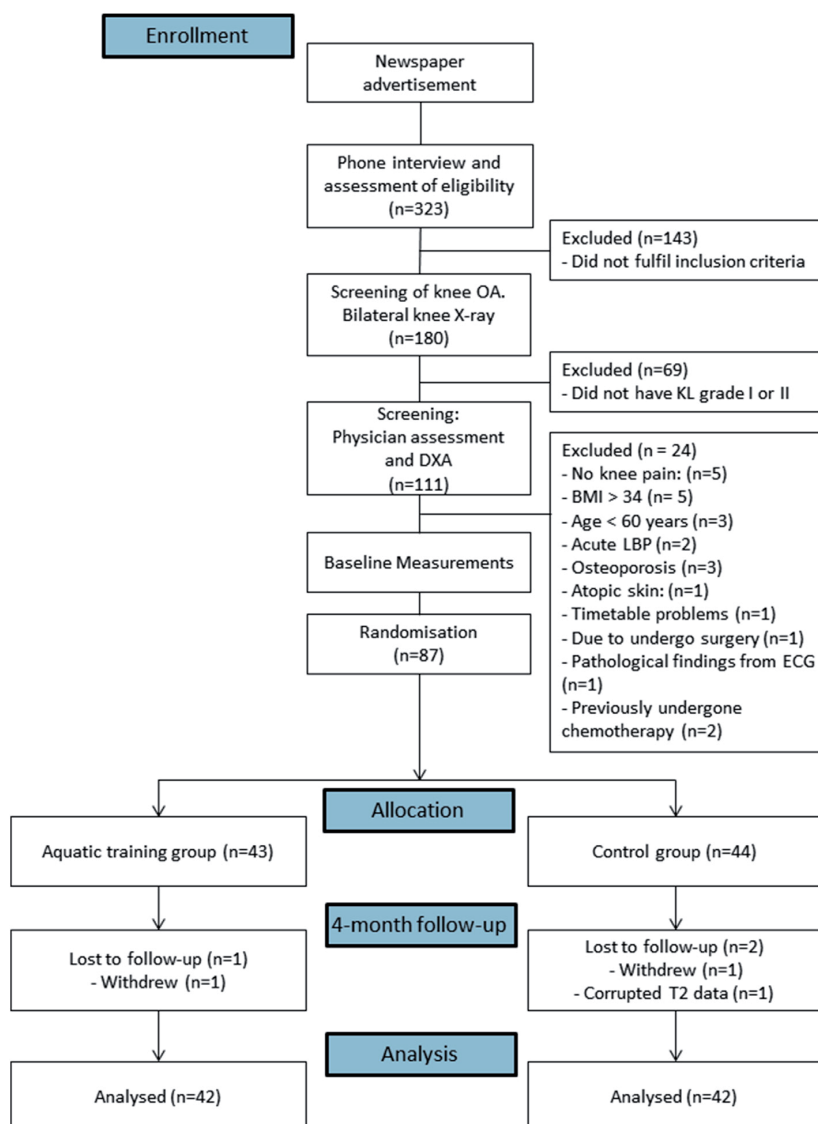 Enrollment
Newspaper
advertisement
Phone interview and
assessment of eligibility
(n=323)
Excluded (n=143)
- Did not fulfil inclusion criteria
Screening of knee OA.
Bilateral knee X-ray
(n=180)
Excluded (n=69)
- Did not have KL grade I or II
Screening:
Physician assessment
and DXA
(n=111)
Excluded (n = 24)
- No knee pain: (n=5)
- BMI > 34 (n= 5)
- Age < 60 years (n=3)
- Acute LBP (n=2)
- Osteoporosis (n=3)
- Atopic skin: (n=1)
- Timetable problems (n=1)
- Due to undergo surgery (n=1)
- Pathological findings from ECG
(n=1)
- Previously undergone
chemotherapy (n=2)
Baseline Measurements
Randomisation
(n=87)
Allocation
Aquatic training group (n=43)
Control group (n=44)
4-month follow-up
Lost to follow-up (n=1)
- Withdrew (n=1)
Lost to follow-up (n=2)
- Withdrew (n=1)
- Corrupted T2 data (n=1)
Analysis
Analysed (n=42)
Analysed (n=42)